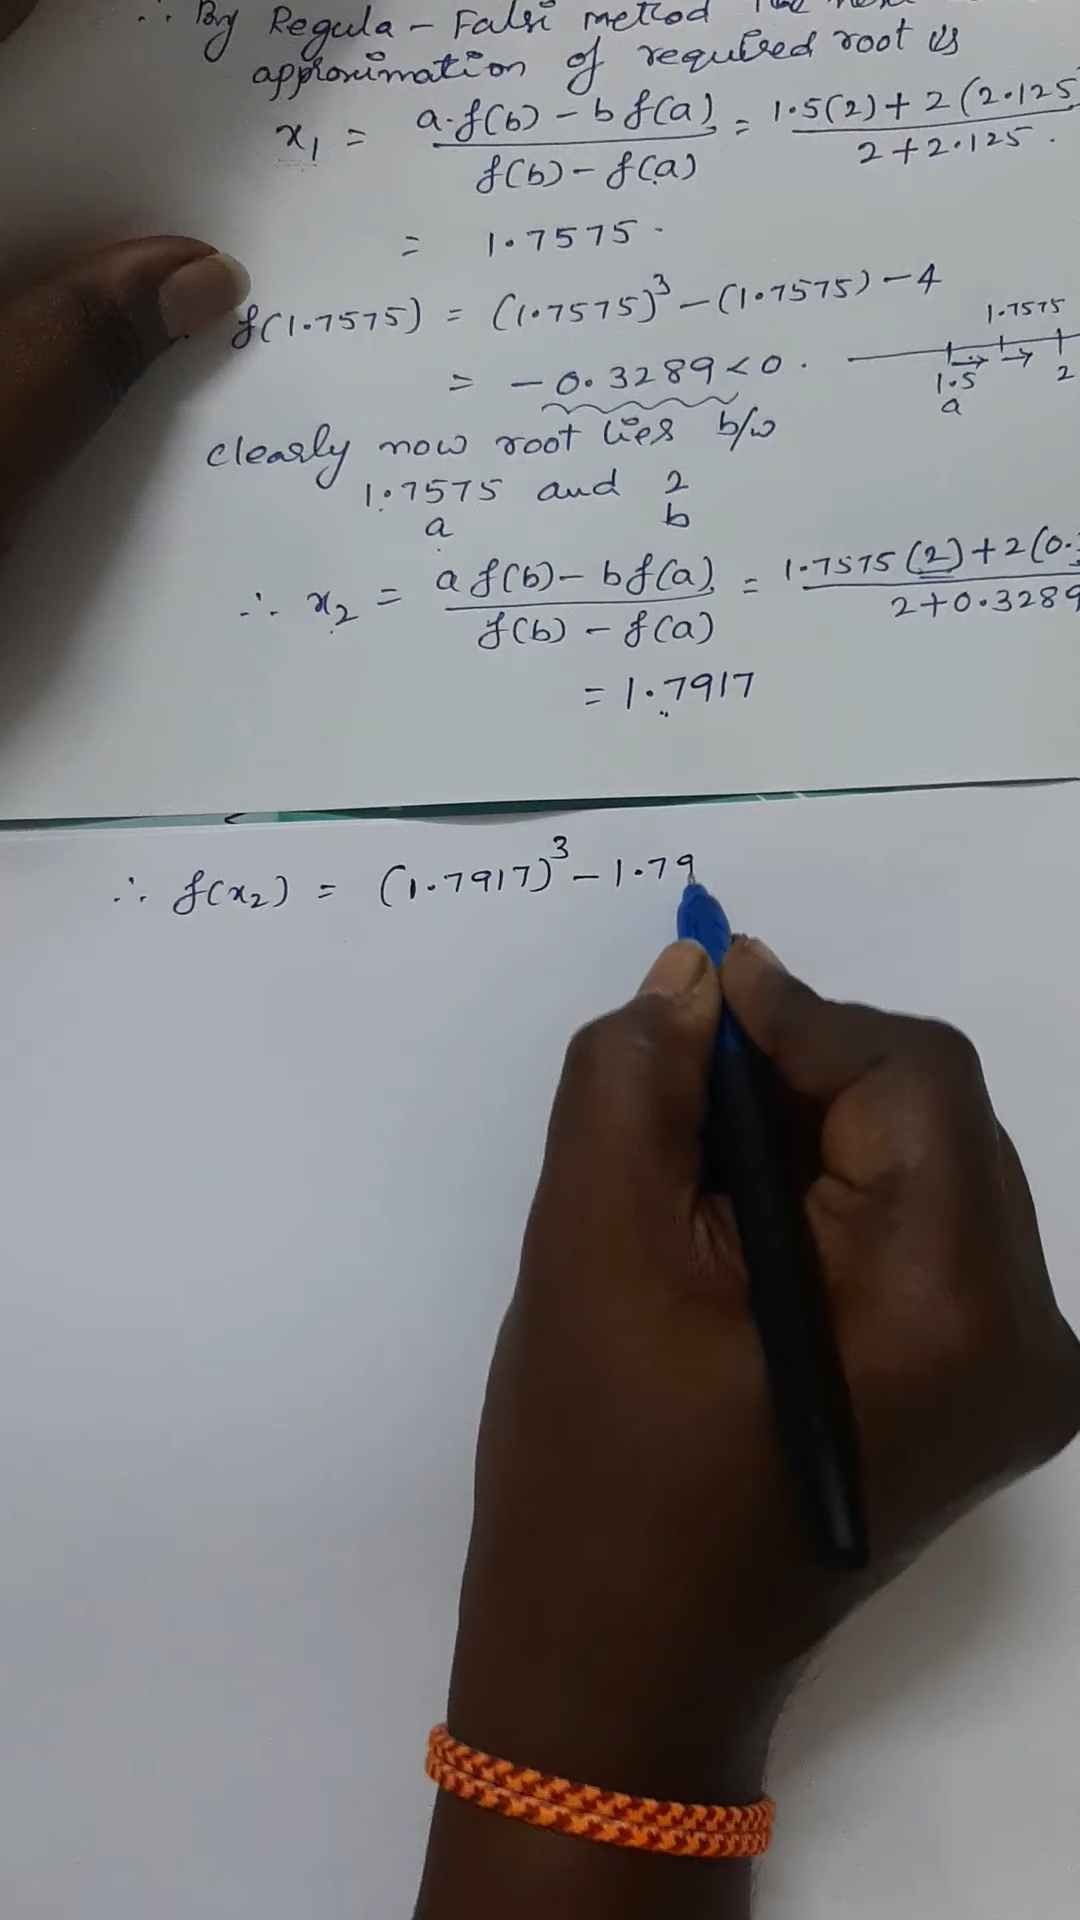 ∴ By Regula - Falsi method
approximation of required root is
x₁ = a.f(b) - b f(a) / f(b) - f(a) = 1.5(2) + 2(2.125 / 2 + 2.125.
= 1.7575.
f(1.7575) = (1.7575)³ - (1.7575) - 4
= -0.3289 < 0.
1.7575
1.5 2
a
clearly now root lies b/w
1.7575 and 2
a b
∴ x₂ = a f(b) - b f(a) / f(b) - f(a) = 1.7575(2) + 2(0. / 2 + 0.3289
= 1.7917
∴ f(x₂) = (1.7917)³ - 1.79